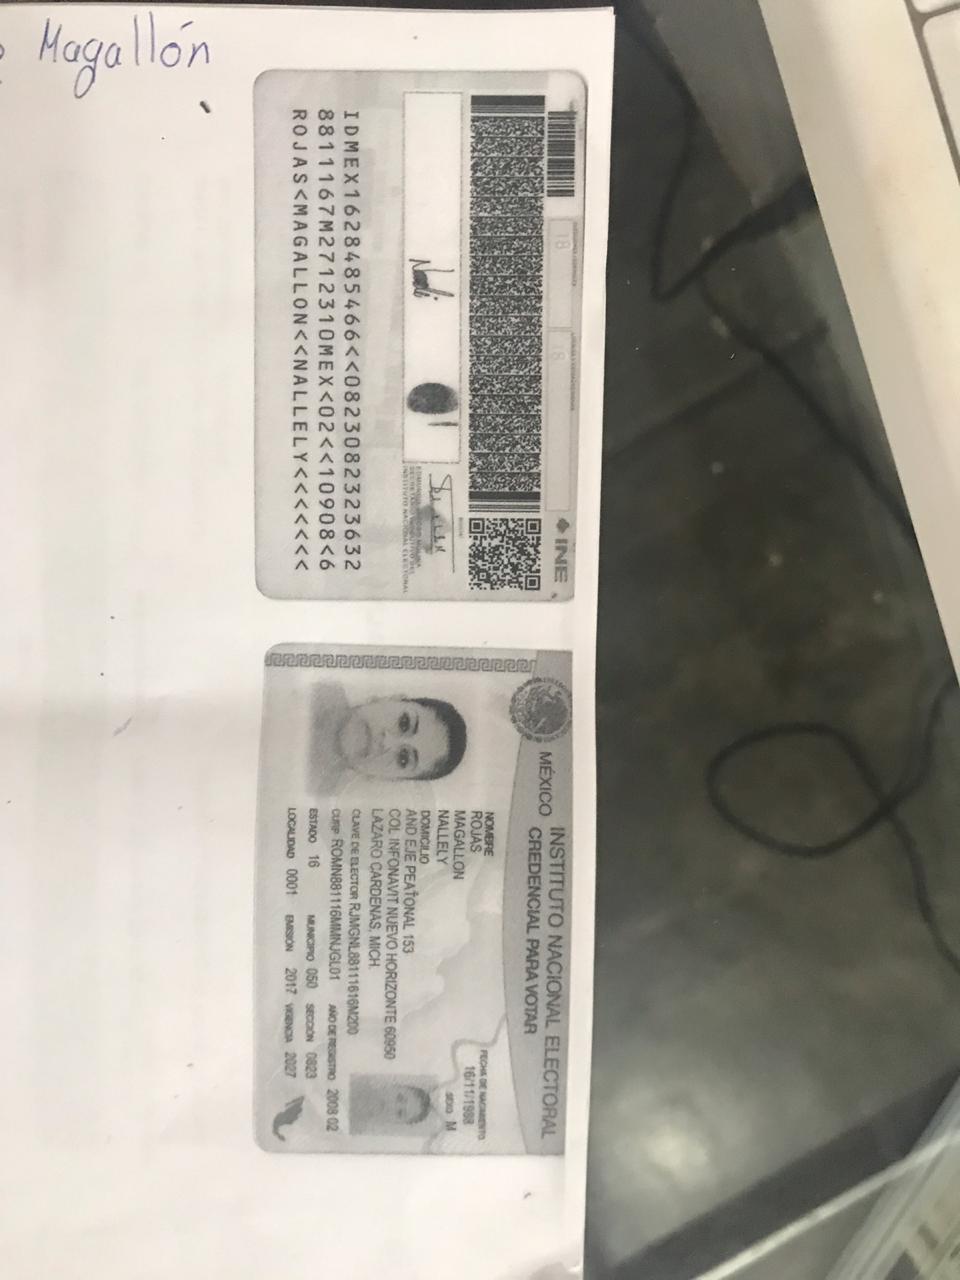 Magallón
INE
IDMEX1628485466<<0823082323632
8811167M2712310MEX<02<<10908<6
ROJAS<MAGALLON<<NALLELY<<<<<<<
INSTITUTO NACIONAL ELECTORAL
MÉXICO CREDENCIAL PARA VOTAR
NOMBRE
ROJAS
MAGALLON
NALLELY
FECHA DE NACIMIENTO
16/11/1988
SEXO M
DOMICILIO
AND EJE PEATONAL 153
COL INFONAVIT NUEVO HORIZONTE 60950
LAZARO CARDENAS, MICH.
CLAVE DE ELECTOR RJMGNL88111616M200
CURP ROMN881116MMNJGL01 AÑO DE REGISTRO 2008 02
ESTADO 16 MUNICIPIO 050 SECCIÓN 0823
LOCALIDAD 0001 EMISIÓN 2017 VIGENCIA 2027